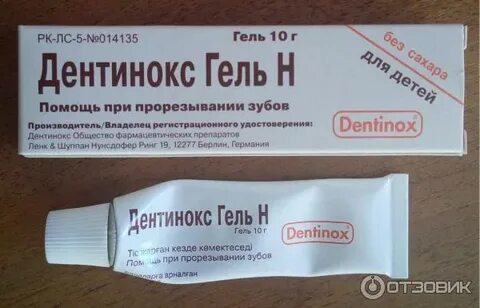 РК-ЛС-5-№014135
Гель 10 г
Дентинокс Гель Н
без сахара
для детей
Помощь при прорезывании зубов
Производитель/Владелец регистрационного удостоверения:
Дентинокс Общество фармацевтических препаратов
Ленк & Шуппан Нунсдофер Ринг 19, 12277 Берлин, Германия
Dentinox®
Дентинокс Гель Н
Гель 10 г
Тіс жарған кезде көмектеседі
Помощь при прорезывании зубов
арналған
Dentinox®
ОТЗОВИК